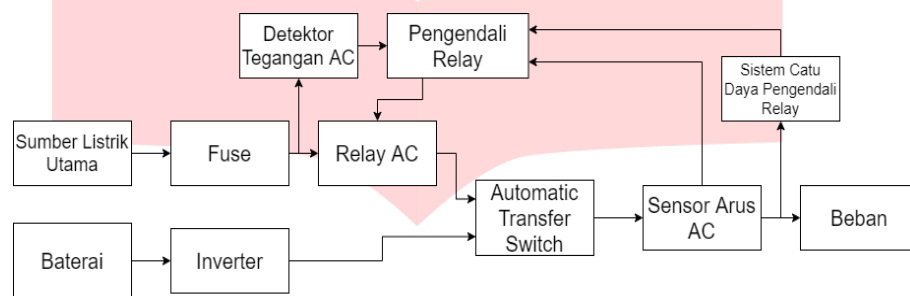 Detektor
Tegangan AC
Pengendali
Relay
Sistem Catu
Daya Pengendali
Relay
Sumber Listrik
Utama
Fuse
Relay AC
Automatic
Transfer
Switch
Sensor Arus
AC
Beban
Baterai
Inverter